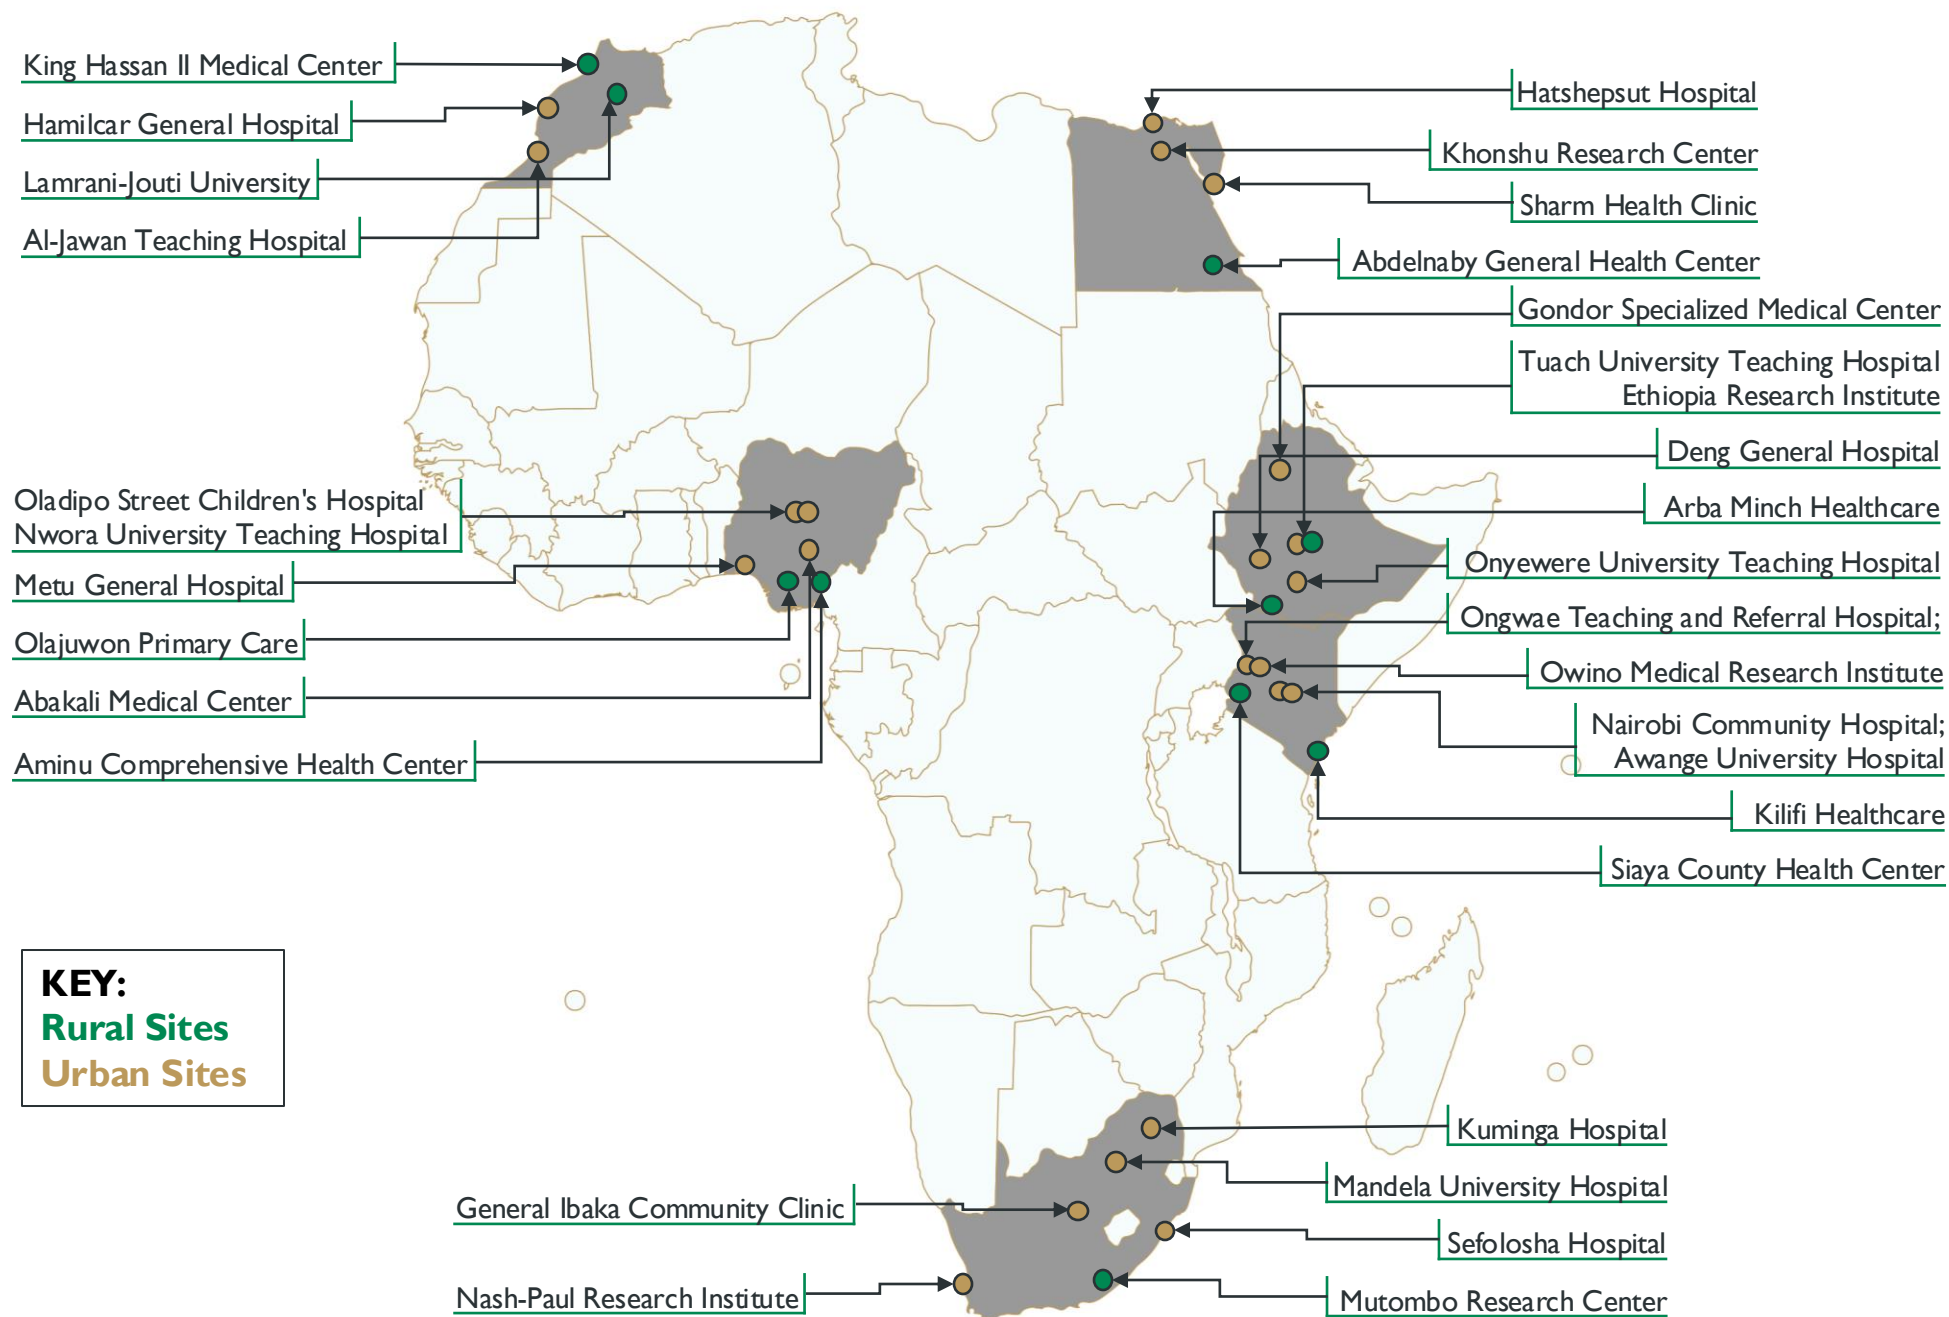 King Hassan II Medical Center
Hamilcar General Hospital
Lamrani-Jouti University
Al-Jawan Teaching Hospital
Hatshepsut Hospital
Khonshu Research Center
Sharm Health Clinic
Abdelnaby General Health Center
Gondor Specialized Medical Center
Tuach University Teaching Hospital
Ethiopia Research Institute
Deng General Hospital
Arba Minch Healthcare
Onyewere University Teaching Hospital
Ongwae Teaching and Referral Hospital;
Owino Medical Research Institute
Nairobi Community Hospital;
Awange University Hospital
Kilifi Healthcare
Siaya County Health Center
Oladipo Street Children's Hospital
Nwora University Teaching Hospital
Metu General Hospital
Olajuwon Primary Care
Abakali Medical Center
Aminu Comprehensive Health Center
KEY:
Rural Sites
Urban Sites
Kuminga Hospital
Mandela University Hospital
General Ibaka Community Clinic
Sefolosha Hospital
Nash-Paul Research Institute
Mutombo Research Center